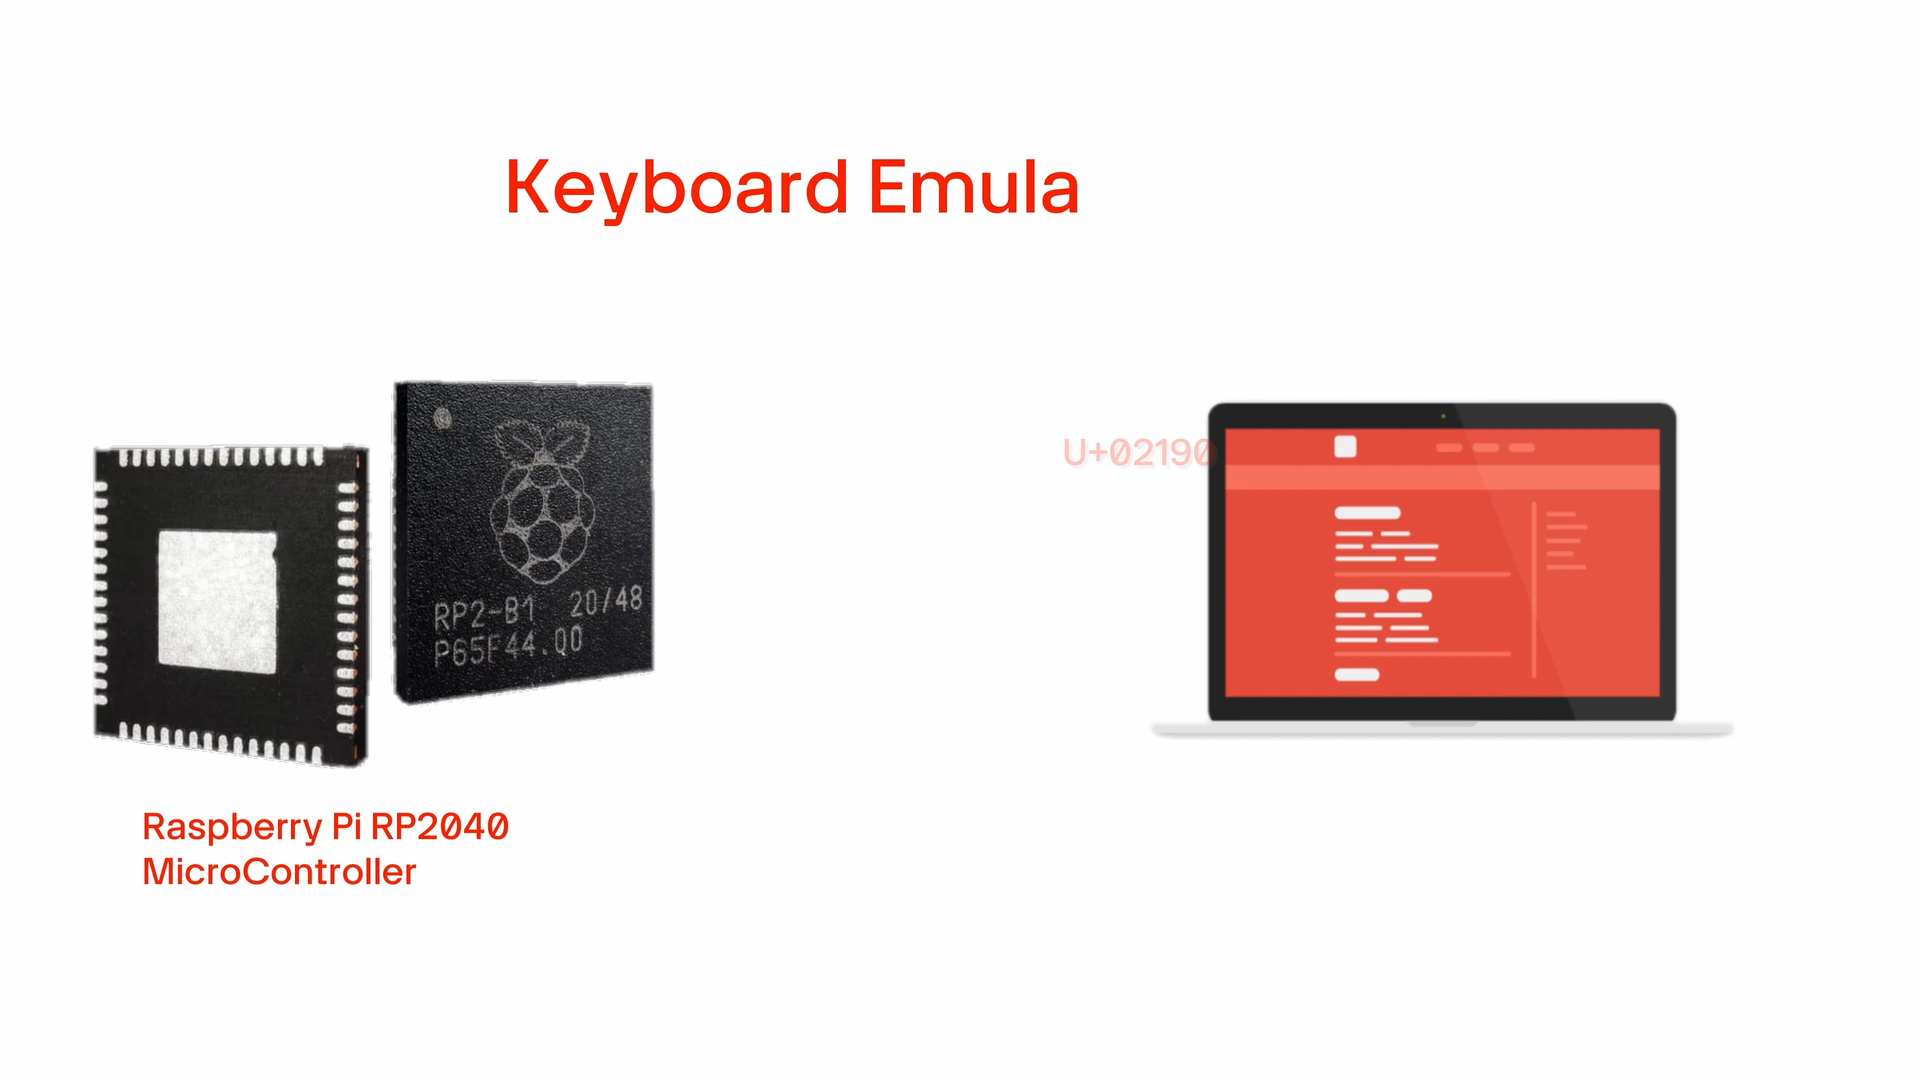 Keyboard Emula
U+02190
RP2-B1 20/48
P65F44.00
Raspberry Pi RP2040
MicroController